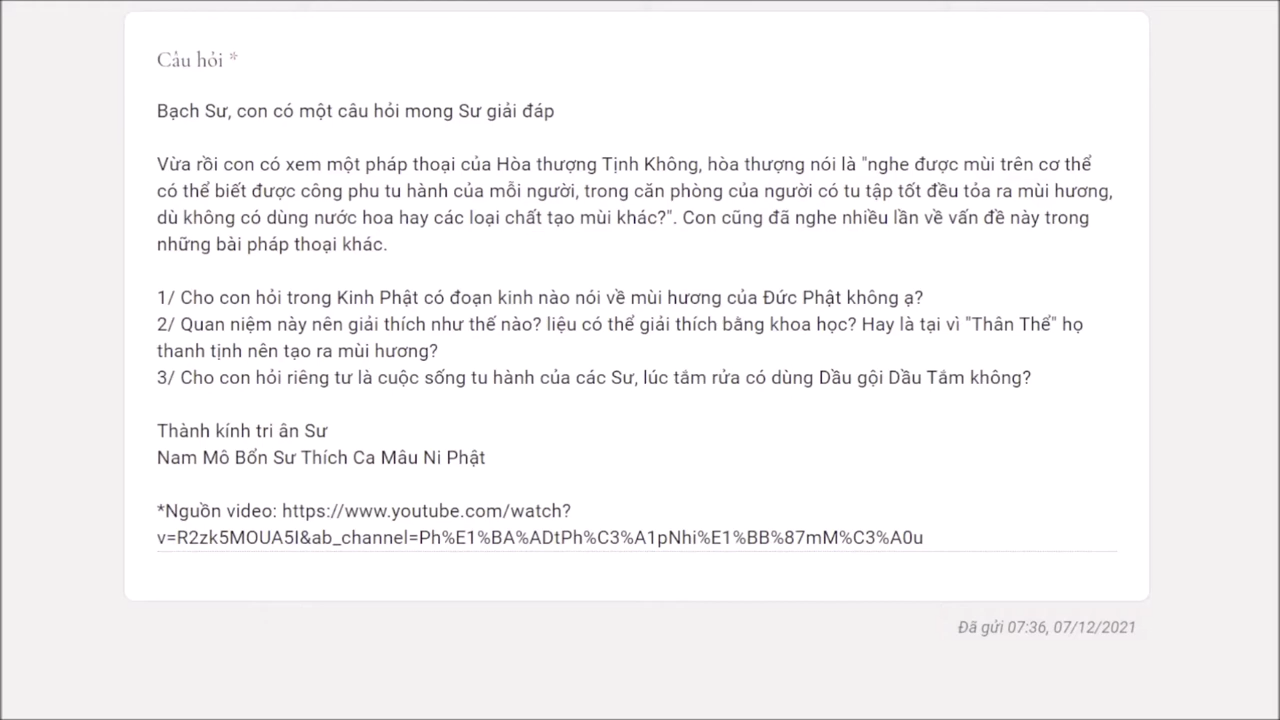 Câu hỏi *
Bạch Sư, con có một câu hỏi mong Sư giải đáp
Vừa rồi con có xem một pháp thoại của Hòa thượng Tịnh Không, hòa thượng nói là "nghe được mùi trên cơ thể
có thể biết được công phu tu hành của mỗi người, trong căn phòng của người có tu tập tốt đều tỏa ra mùi hương,
dù không có dùng nước hoa hay các loại chất tạo mùi khác?". Con cũng đã nghe nhiều lần về vấn đề này trong
những bài pháp thoại khác.
1/ Cho con hỏi trong Kinh Phật có đoạn kinh nào nói về mùi hương của Đức Phật không ạ?
2/ Quan niệm này nên giải thích như thế nào? liệu có thể giải thích bằng khoa học? Hay là tại vì "Thân Thể" họ
thanh tịnh nên tạo ra mùi hương?
3/ Cho con hỏi riêng tư là cuộc sống tu hành của các Sư, lúc tắm rửa có dùng Dầu gội Dầu Tắm không?
Thành kính tri ân Sư
Nam Mô Bổn Sư Thích Ca Mâu Ni Phật
*Nguồn video: https://www.youtube.com/watch?
v=R2zk5MOUA5I&ab_channel=Ph%E1%BA%ADtPh%C3%A1pNhi%E1%BB%87mM%C3%A0u
Đã gửi 07:36, 07/12/2021